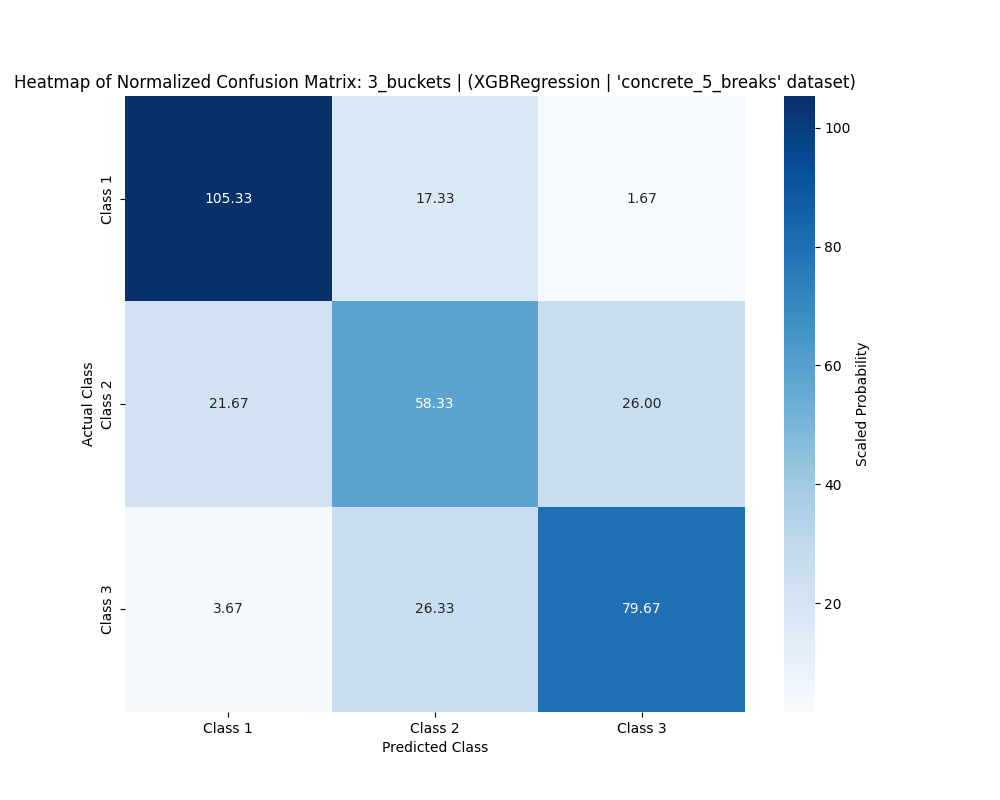 Heatmap of Normalized Confusion Matrix: 3_buckets | (XGBRegression | 'concrete_5_breaks' dataset)
Actual Class
Class 1
105.33 17.33 1.67
Class 2
21.67 58.33 26.00
Class 3
3.67 26.33 79.67
Class 1 Class 2 Class 3
Predicted Class
100
80
60
40
20
Scaled Probability